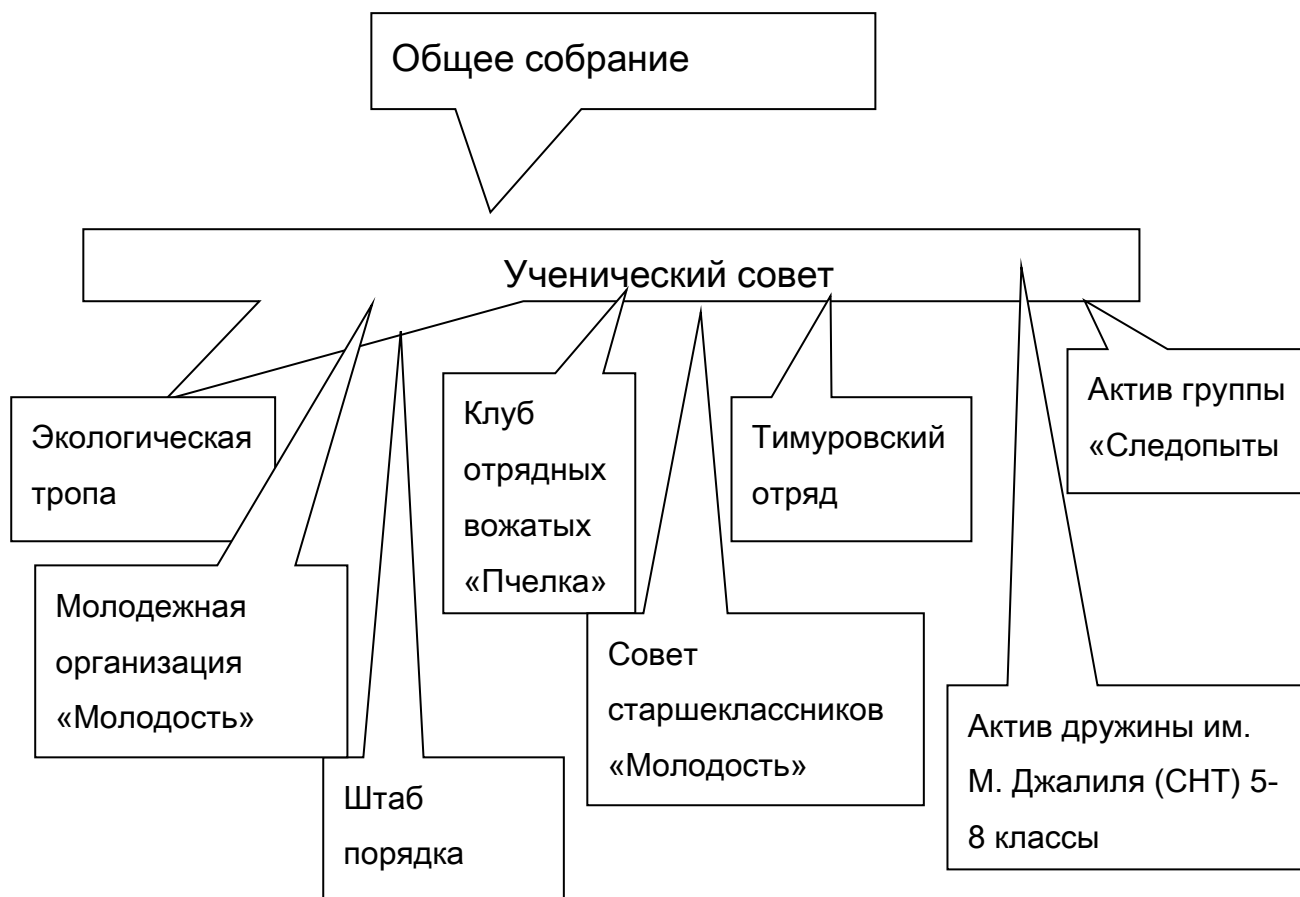 Общее собрание
Ученический совет
Экологическая
тропа
Молодежная
организация
«Молодость»
Штаб
порядка
Клуб
отрядных
вожатых
«Пчелка»
Совет
старшеклассников
«Молодость»
Тимуровский
отряд
Актив дружины им.
М. Джалиля (СНТ) 5-
8 классы
Актив группы
«Следопыты